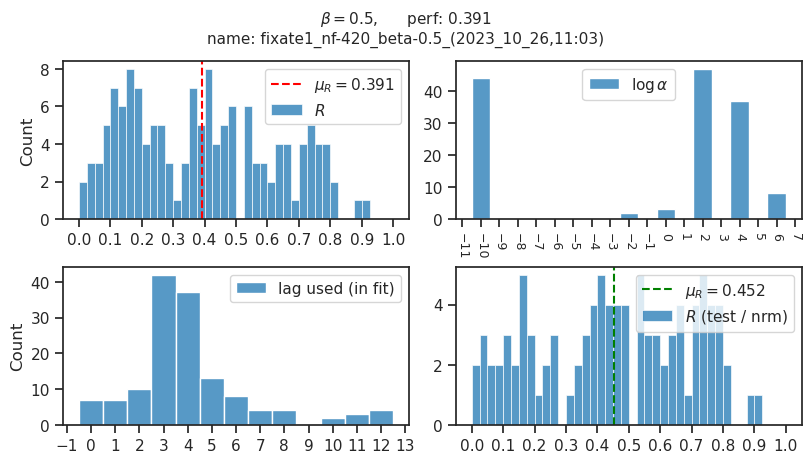 β = 0.5, perf: 0.391
name: fixate1_nf-420_beta-0.5_(2023_10_26,11:03)
8
6
4
2
0
Count
μR = 0.391
R
0.0 0.1 0.2 0.3 0.4 0.5 0.6 0.7 0.8 0.9 1.0
40
30
20
10
0
log α
−11 −10 −9 −8 −7 −6 −5 −4 −3 −2 −1 0 1 2 3 4 5 6 7
40
30
20
10
0
Count
lag used (in fit)
−1 0 1 2 3 4 5 6 7 8 9 10 11 12 13
4
2
0
μR = 0.452
R (test / nrm)
0.0 0.1 0.2 0.3 0.4 0.5 0.6 0.7 0.8 0.9 1.0